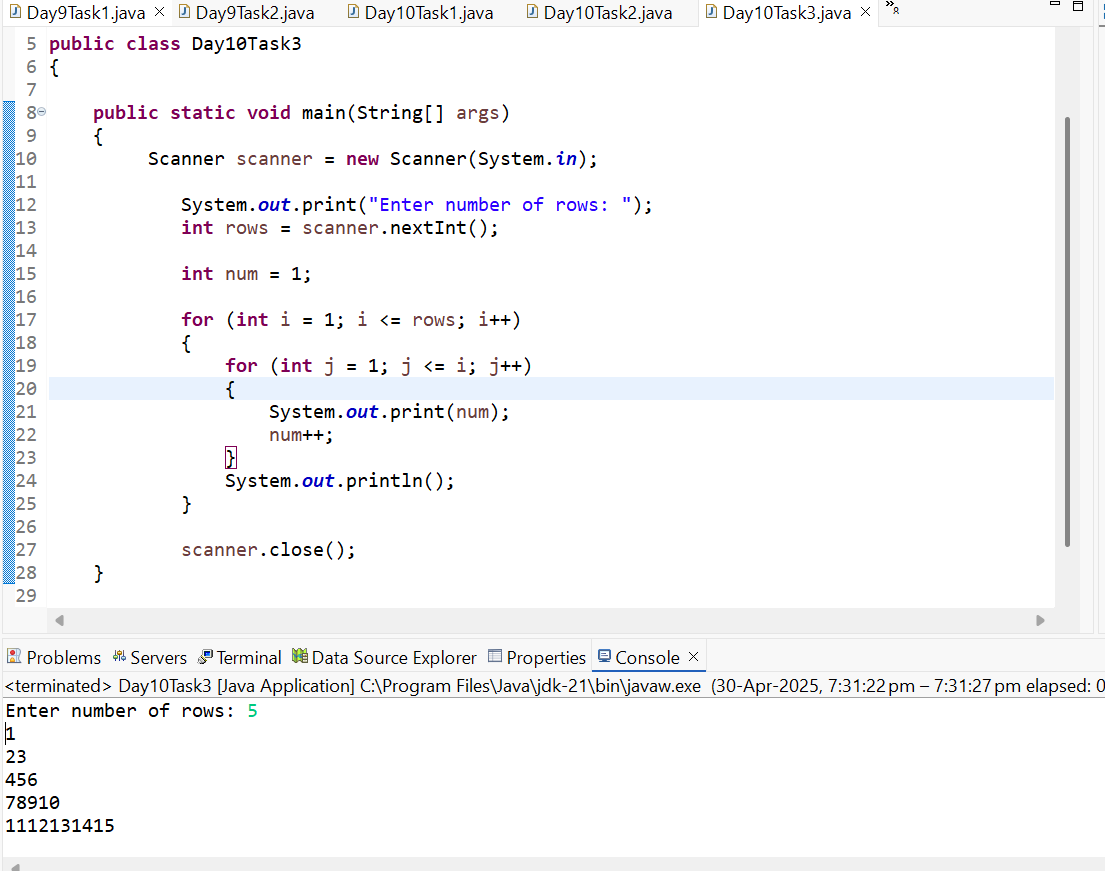 Day9Task1.java Day9Task2.java Day10Task1.java Day10Task2.java Day10Task3.java »8
5 public class Day10Task3
6 {
7
8 public static void main(String[] args)
9 {
10 Scanner scanner = new Scanner(System.in);
11
12 System.out.print("Enter number of rows: ");
13 int rows = scanner.nextInt();
14
15 int num = 1;
16
17 for (int i = 1; i <= rows; i++)
18 {
19 for (int j = 1; j <= i; j++)
20 {
21 System.out.print(num);
22 num++;
23 }
24 System.out.println();
25 }
26
27 scanner.close();
28 }
29
Problems Servers Terminal Data Source Explorer Properties Console
<terminated> Day10Task3 [Java Application] C:\Program Files\Java\jdk-21\bin\javaw.exe (30-Apr-2025, 7:31:22 pm – 7:31:27 pm elapsed: 0
Enter number of rows: 5
1
23
456
78910
1112131415